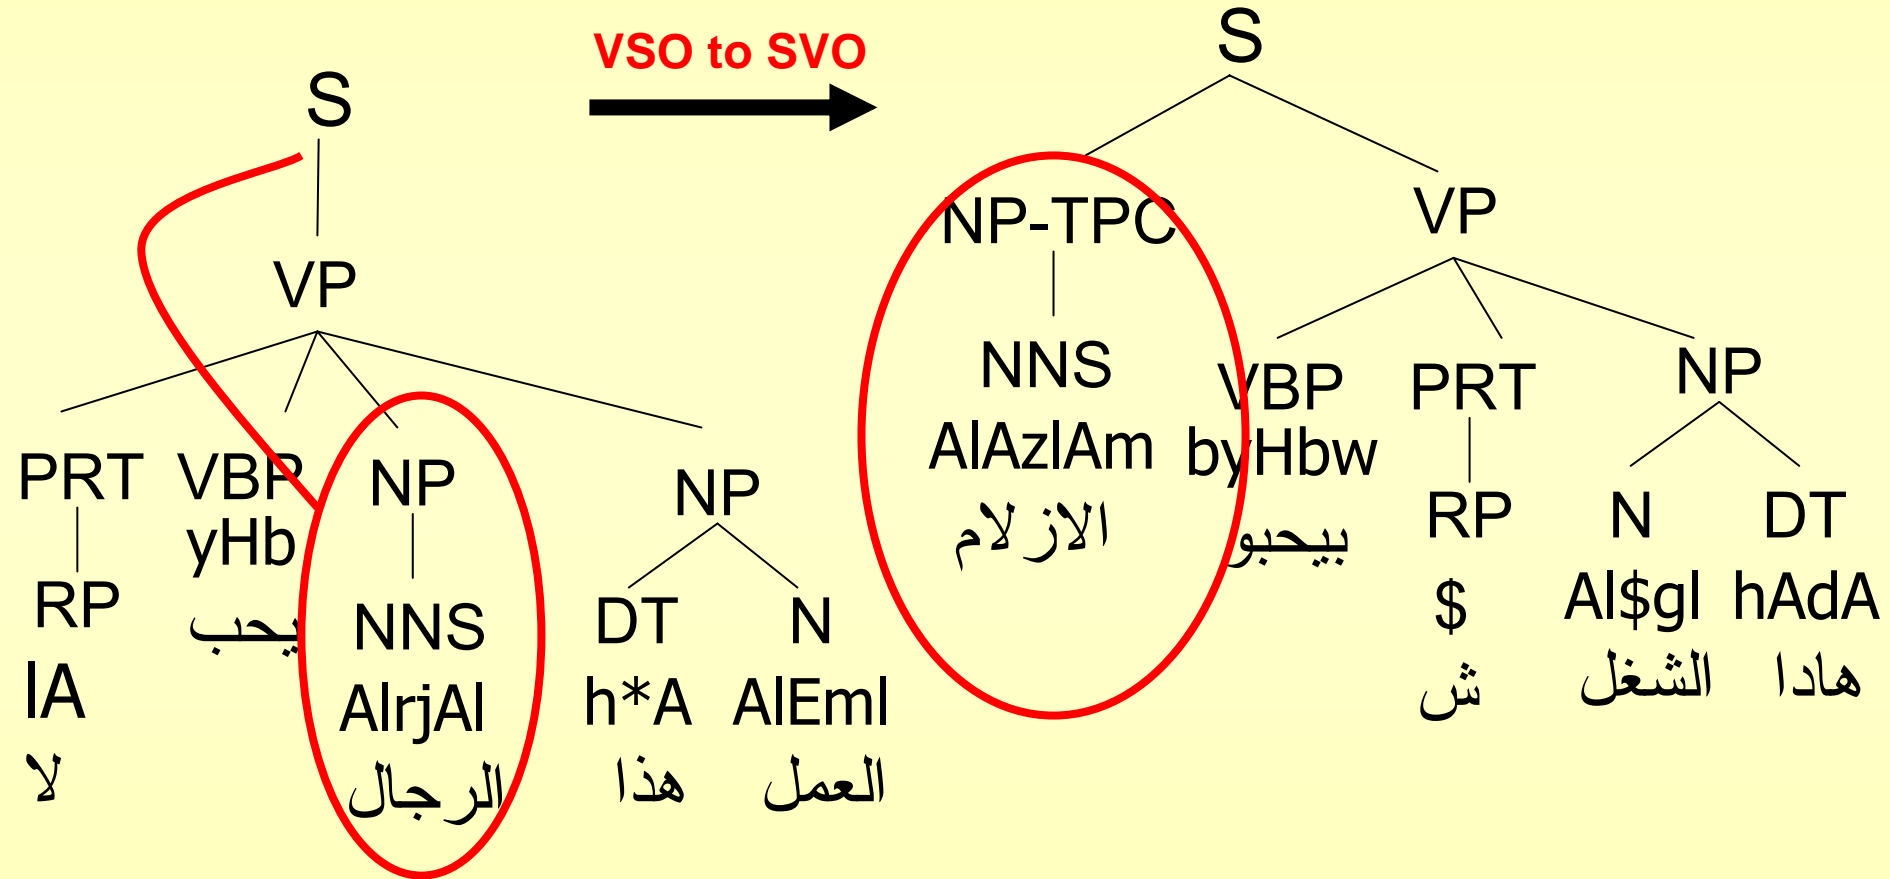 VSO to SVO
S
VP
PRT VBP NP NP
yHb
يحب
RP NNS DT N
lA AlrjAl h*A AlEml
لا الرجال هذا العمل
S
NP-TPC VP
NNS VBP PRT NP
AlAzlAm byHbw
الازلام بيحبو
RP N DT
$ Al$gl hAdA
ش الشغل هادا